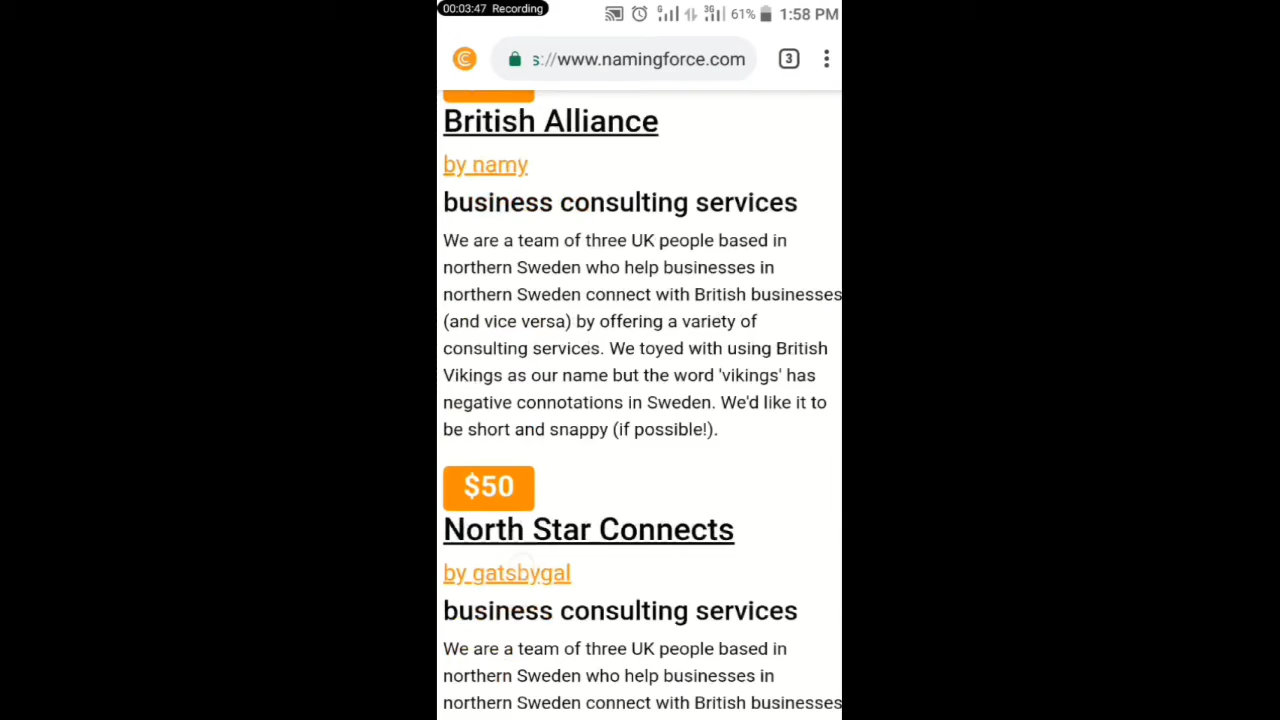 00:03:47 Recording
G 3G 61% 1:58 PM
s://www.namingforce.com 3
British Alliance
by namy
business consulting services
We are a team of three UK people based in
northern Sweden who help businesses in
northern Sweden connect with British businesses
(and vice versa) by offering a variety of
consulting services. We toyed with using British
Vikings as our name but the word 'vikings' has
negative connotations in Sweden. We'd like it to
be short and snappy (if possible!).
$50
North Star Connects
by gatsbygal
business consulting services
We are a team of three UK people based in
northern Sweden who help businesses in
northern Sweden connect with British businesses